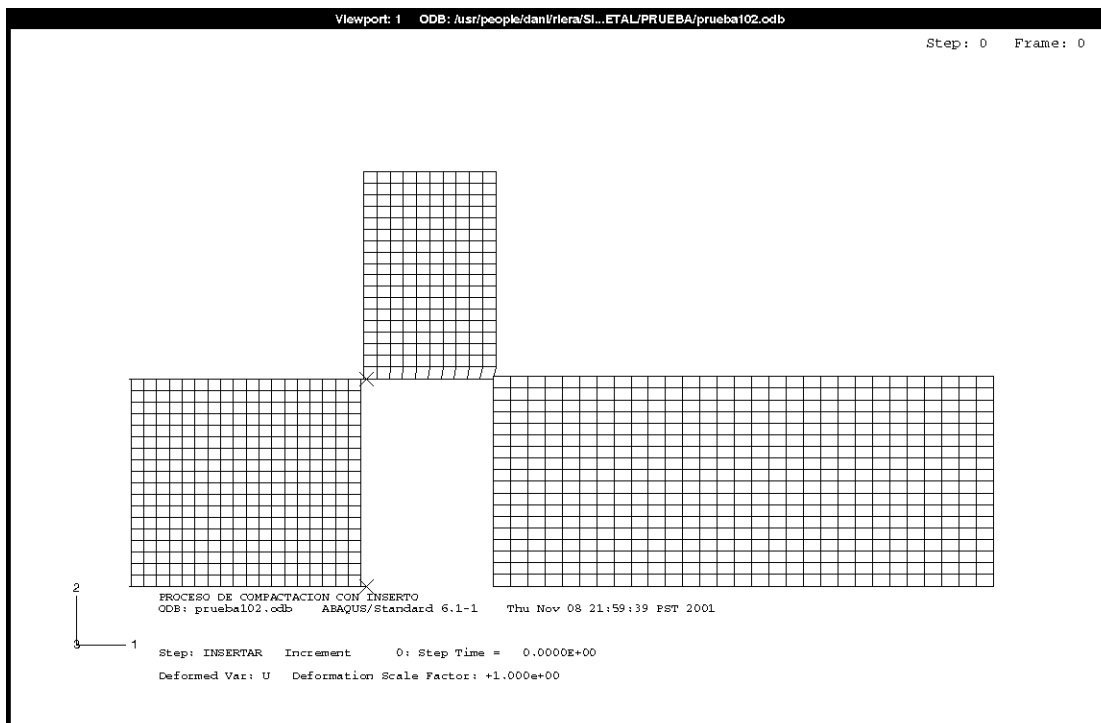 Viewport: 1 ODB: /usr/people/danl/rlera/SI...ETAL/PRUEBA/prueba102.odb
Step: 0 Frame: 0
2
3 1
PROCESO DE COMPACTACION CON INSERTO
ODB: prueba102.odb ABAQUS/Standard 6.1-1 Thu Nov 08 21:59:39 PST 2001
Step: INSERTAR Increment 0: Step Time = 0.0000E+00
Deformed Var: U Deformation Scale Factor: +1.000e+00